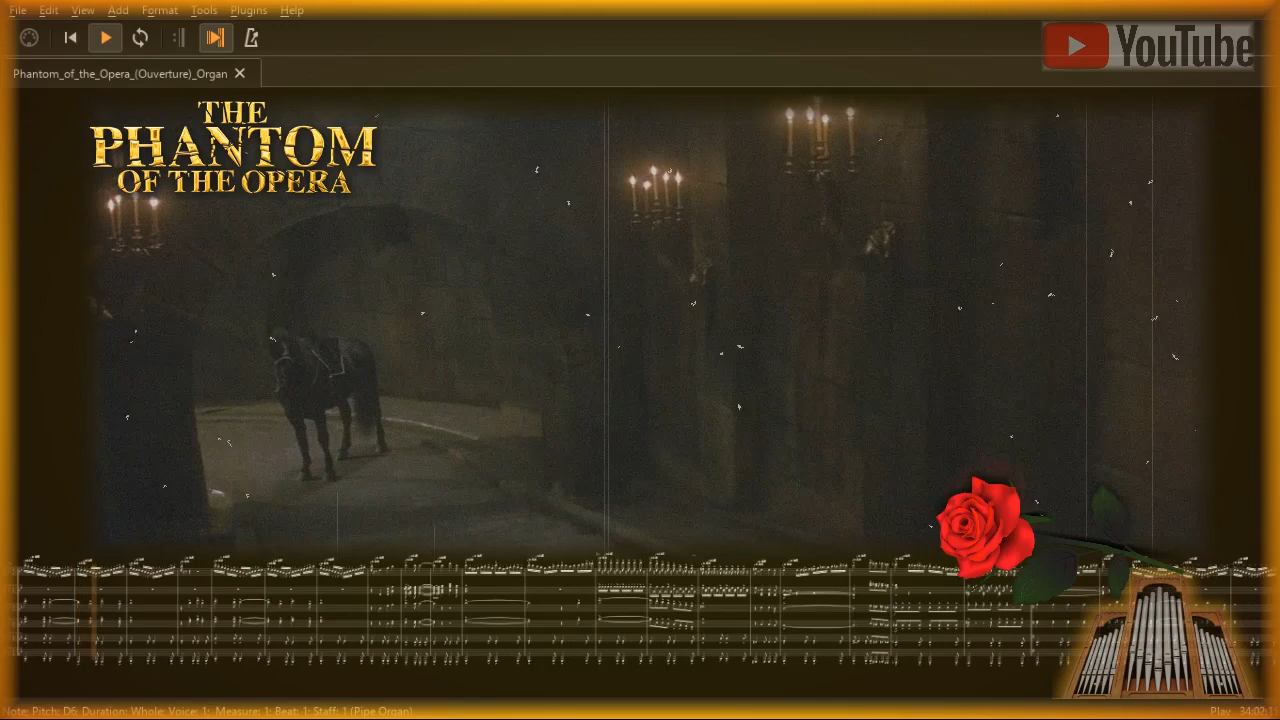 File Edit View Add Format Tools Plugins Help
YouTube
Phantom_of_the_Opera_(Ouverture)_Organ
THE
PHANTOM
OF THE OPERA
Note; Pitch: D6; Duration: Whole; Voice: 1; Measure: 1; Beat: 1; Staff: 1 (Pipe Organ)
Play